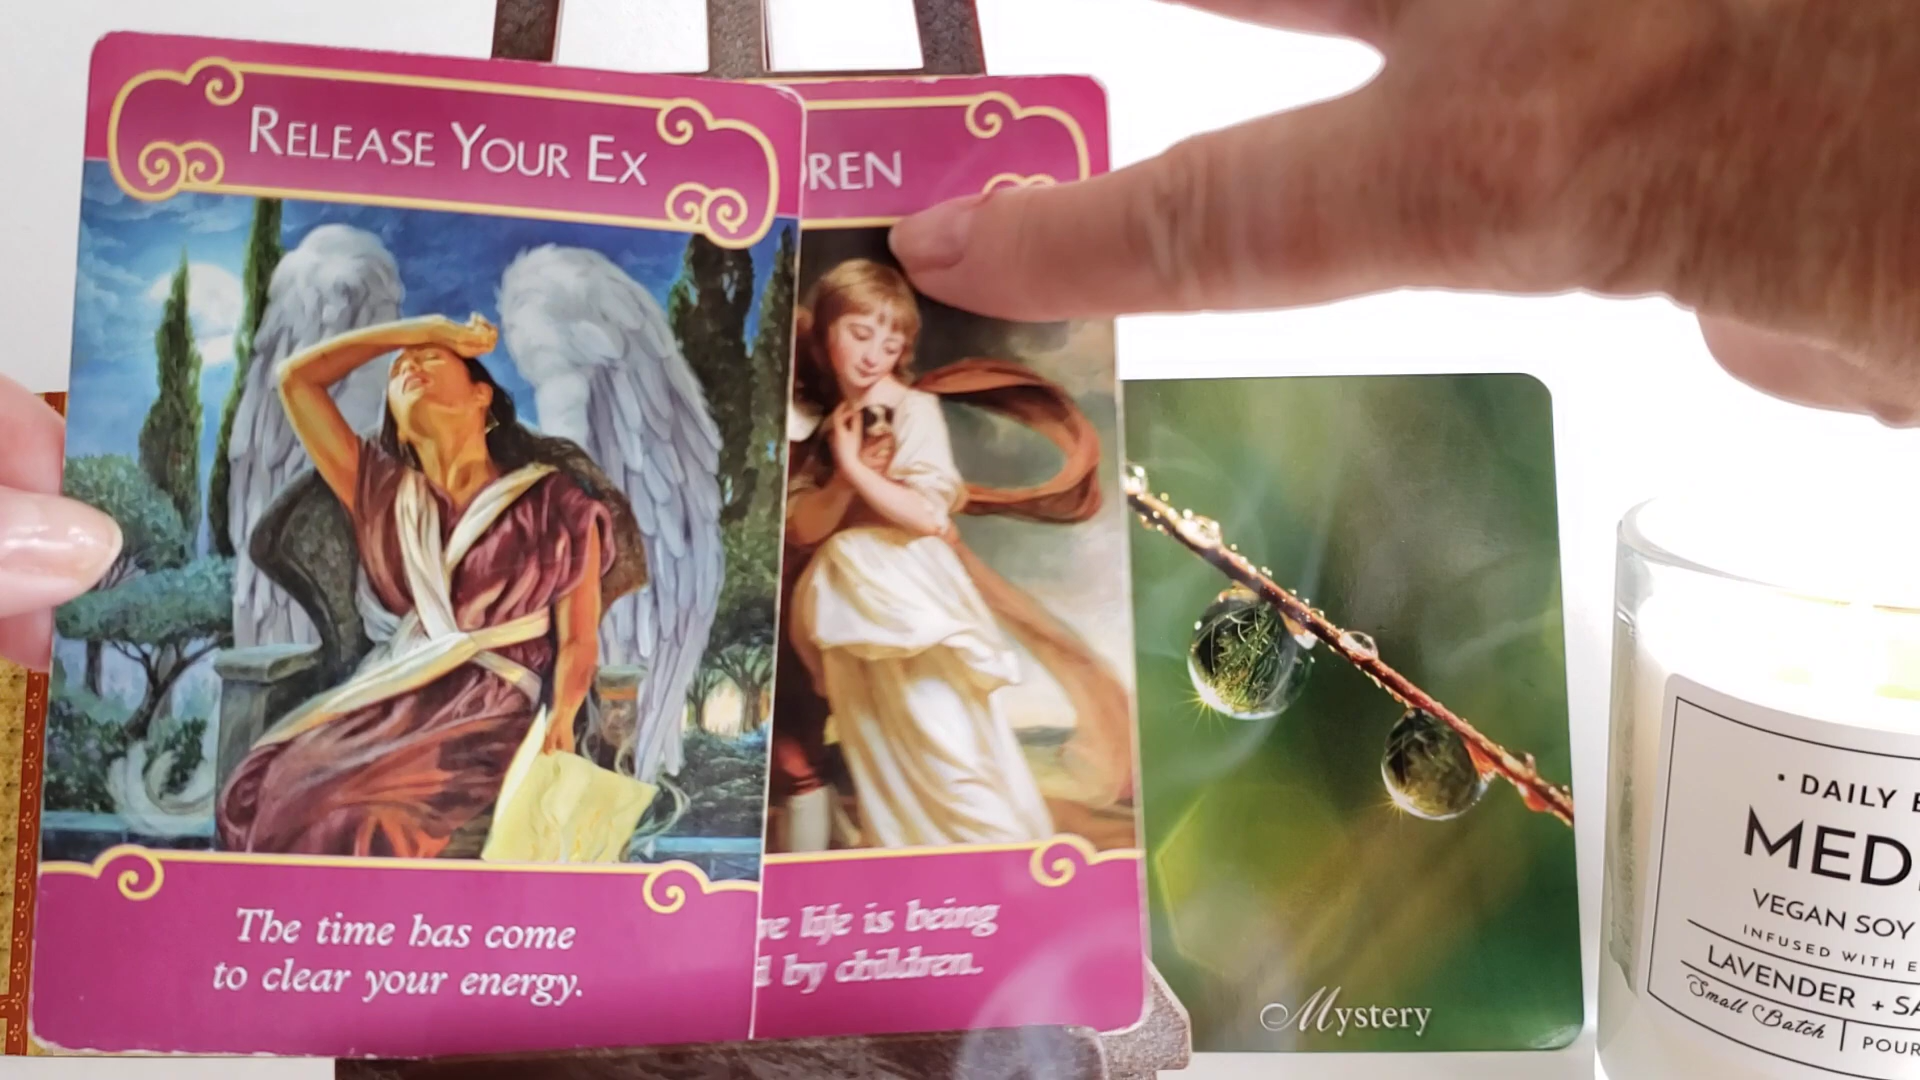 RELEASE YOUR EX
DREN
The time has come
to clear your energy.
life is being
by children.
Mystery
• DAILY
MED
VEGAN SOY
INFUSED WITH
LAVENDER + SA
Small Batch | POUR